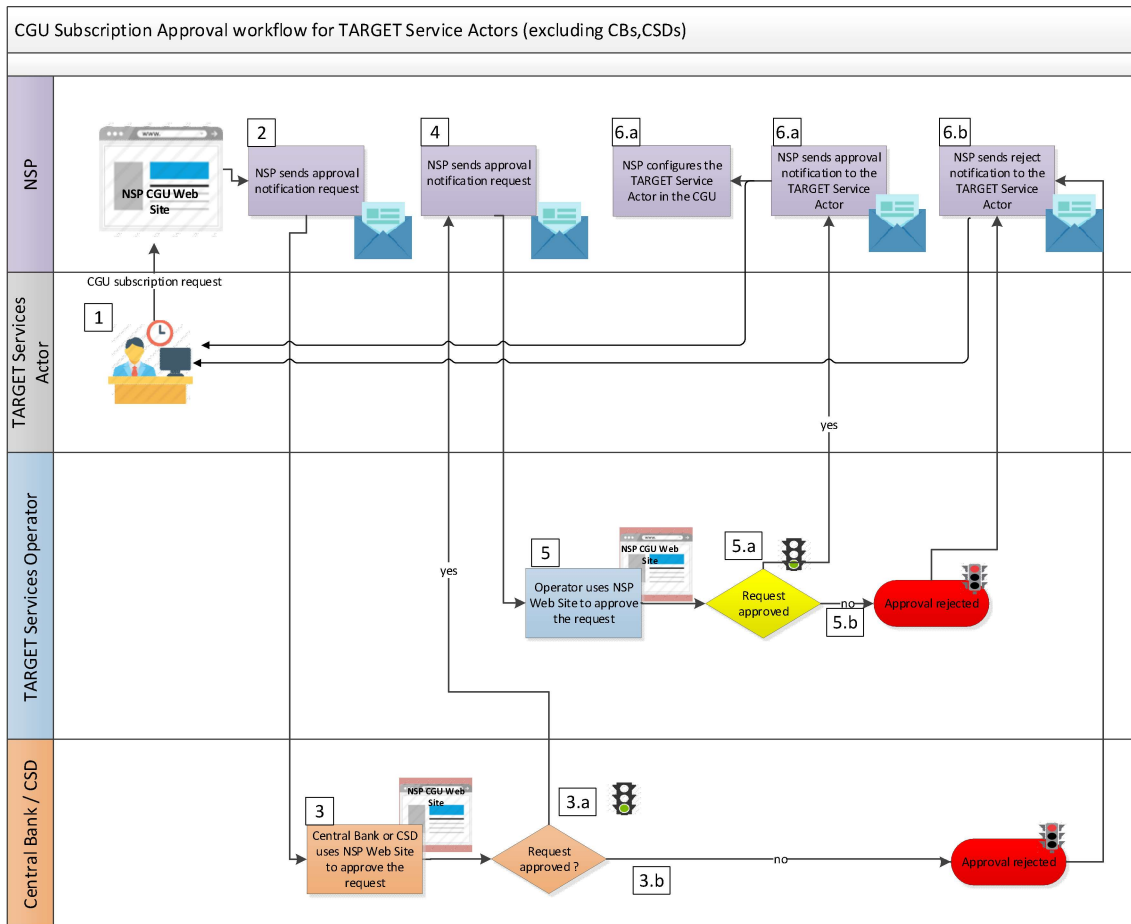 CGU Subscription Approval workflow for TARGET Service Actors (excluding CBs,CSDs)
NSP
www.
NSP CGU Web
Site
2
NSP sends approval
notification request
4
NSP sends approval
notification request
6.a
NSP configures the
TARGET Service
Actor in the CGU
6.a
NSP sends approval
notification to the
TARGET Service
Actor
6.b
NSP sends reject
notification to the
TARGET Service
Actor
TARGET Services
Actor
CGU subscription request
1
yes
TARGET Services Operator
5
Operator uses NSP
Web Site to approve
the request
NSP CGU Web
Site
5.a
Request
approved
no
5.b
Approval rejected
yes
Central Bank / CSD
3
Central Bank or CSD
uses NSP Web Site
to approve the
request
NSP CGU Web
Site
3.a
Request
approved ?
no
3.b
Approval rejected